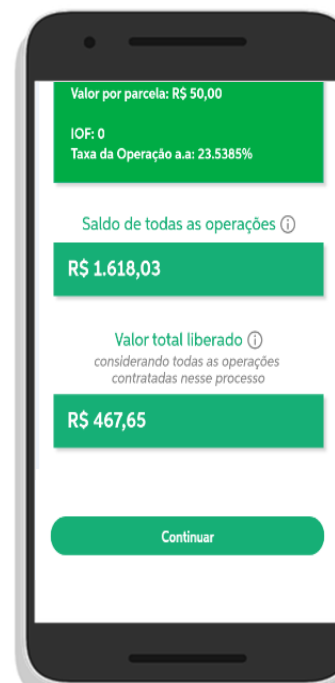 Valor por parcela: R$ 50,00
IOF: 0
Taxa da Operação a.a: 23.5385%
Saldo de todas as operações
R$ 1.618,03
Valor total liberado
considerando todas as operações
contratadas nesse processo
R$ 467,65
Continuar